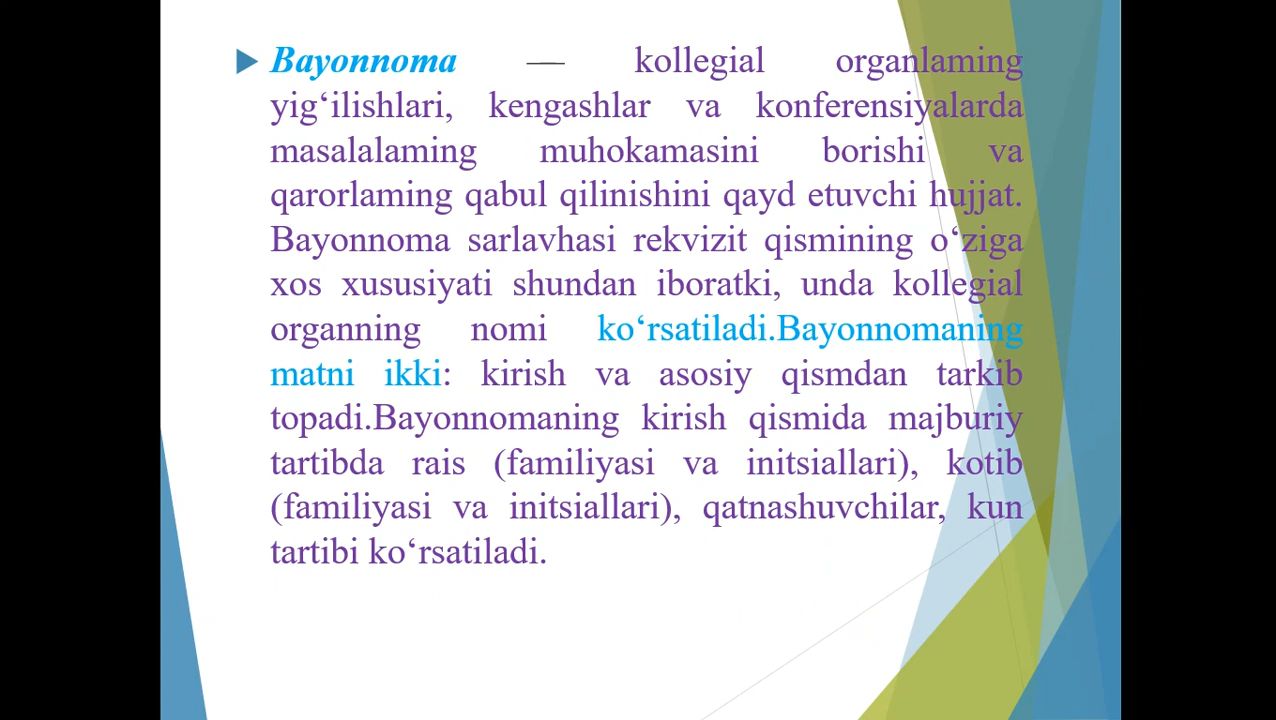 Bayonnoma — kollegial organlaming
yig‘ilishlari, kengashlar va konferensiyalarda
masalalaming muhokamasini borishi va
qarorlaming qabul qilinishini qayd etuvchi hujjat.
Bayonnoma sarlavhasi rekvizit qismining o‘ziga
xos xususiyati shundan iboratki, unda kollegial
organning nomi ko‘rsatiladi.Bayonnomaning
matni ikki: kirish va asosiy qismdan tarkib
topadi.Bayonnomaning kirish qismida majburiy
tartibda rais (familiyasi va initsiallari), kotib
(familiyasi va initsiallari), qatnashuvchilar, kun
tartibi ko‘rsatiladi.